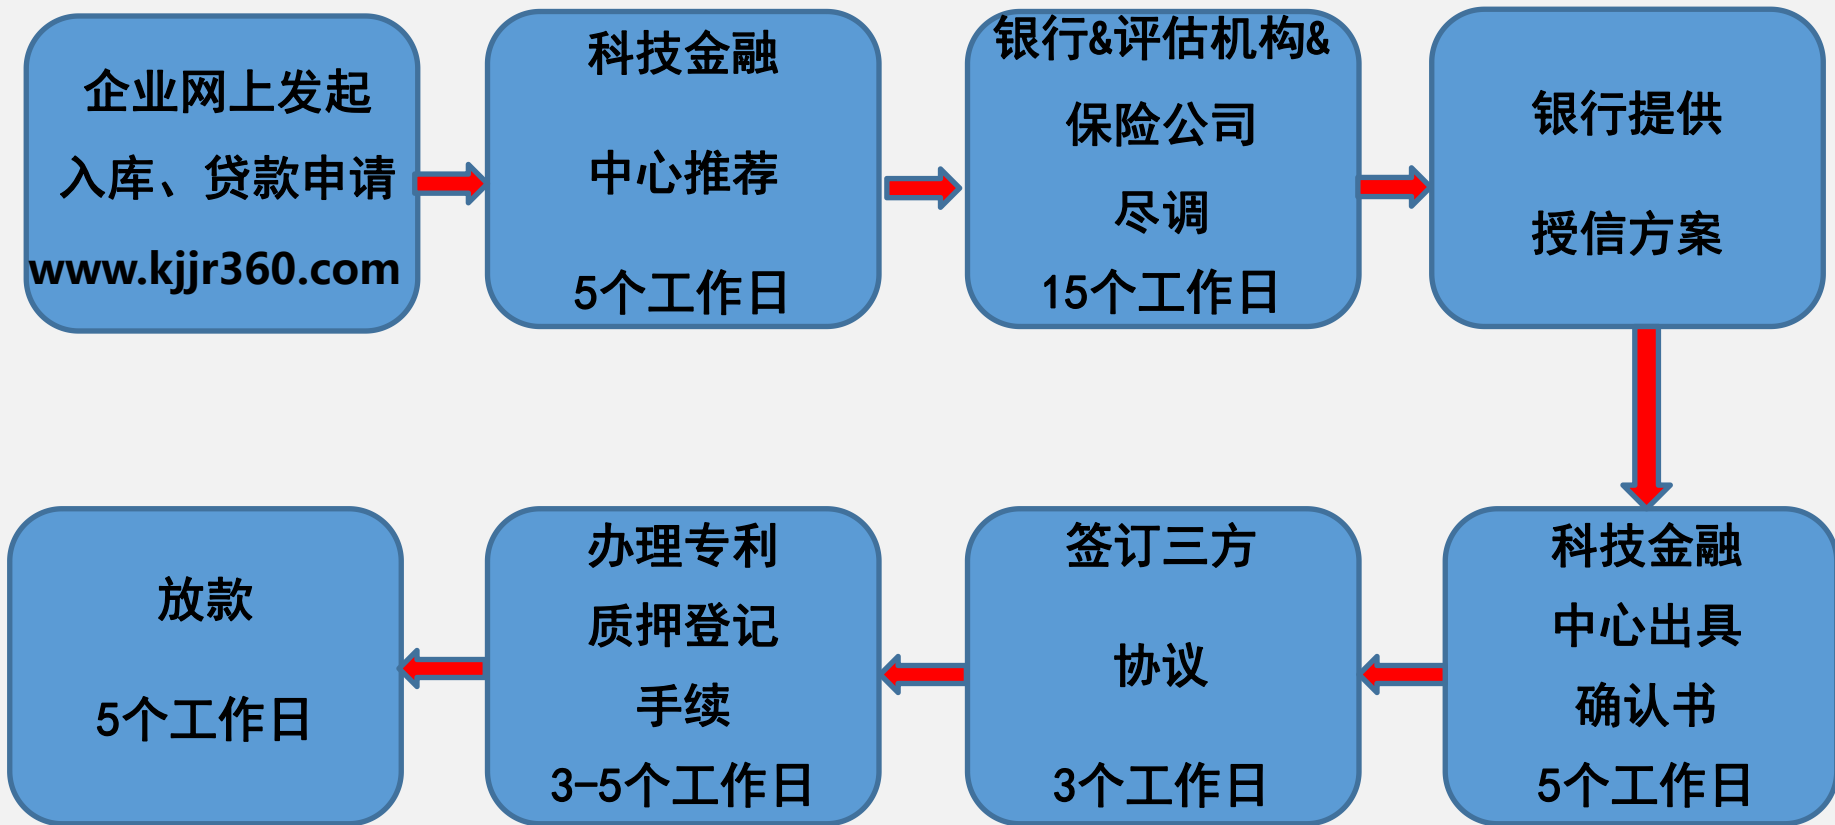 企业网上发起
入库、贷款申请
www.kjjr360.com
科技金融
中心推荐
5个工作日
银行&评估机构&
保险公司
尽调
15个工作日
银行提供
授信方案
科技金融
中心出具
确认书
5个工作日
签订三方
协议
3个工作日
办理专利
质押登记
手续
3-5个工作日
放款
5个工作日